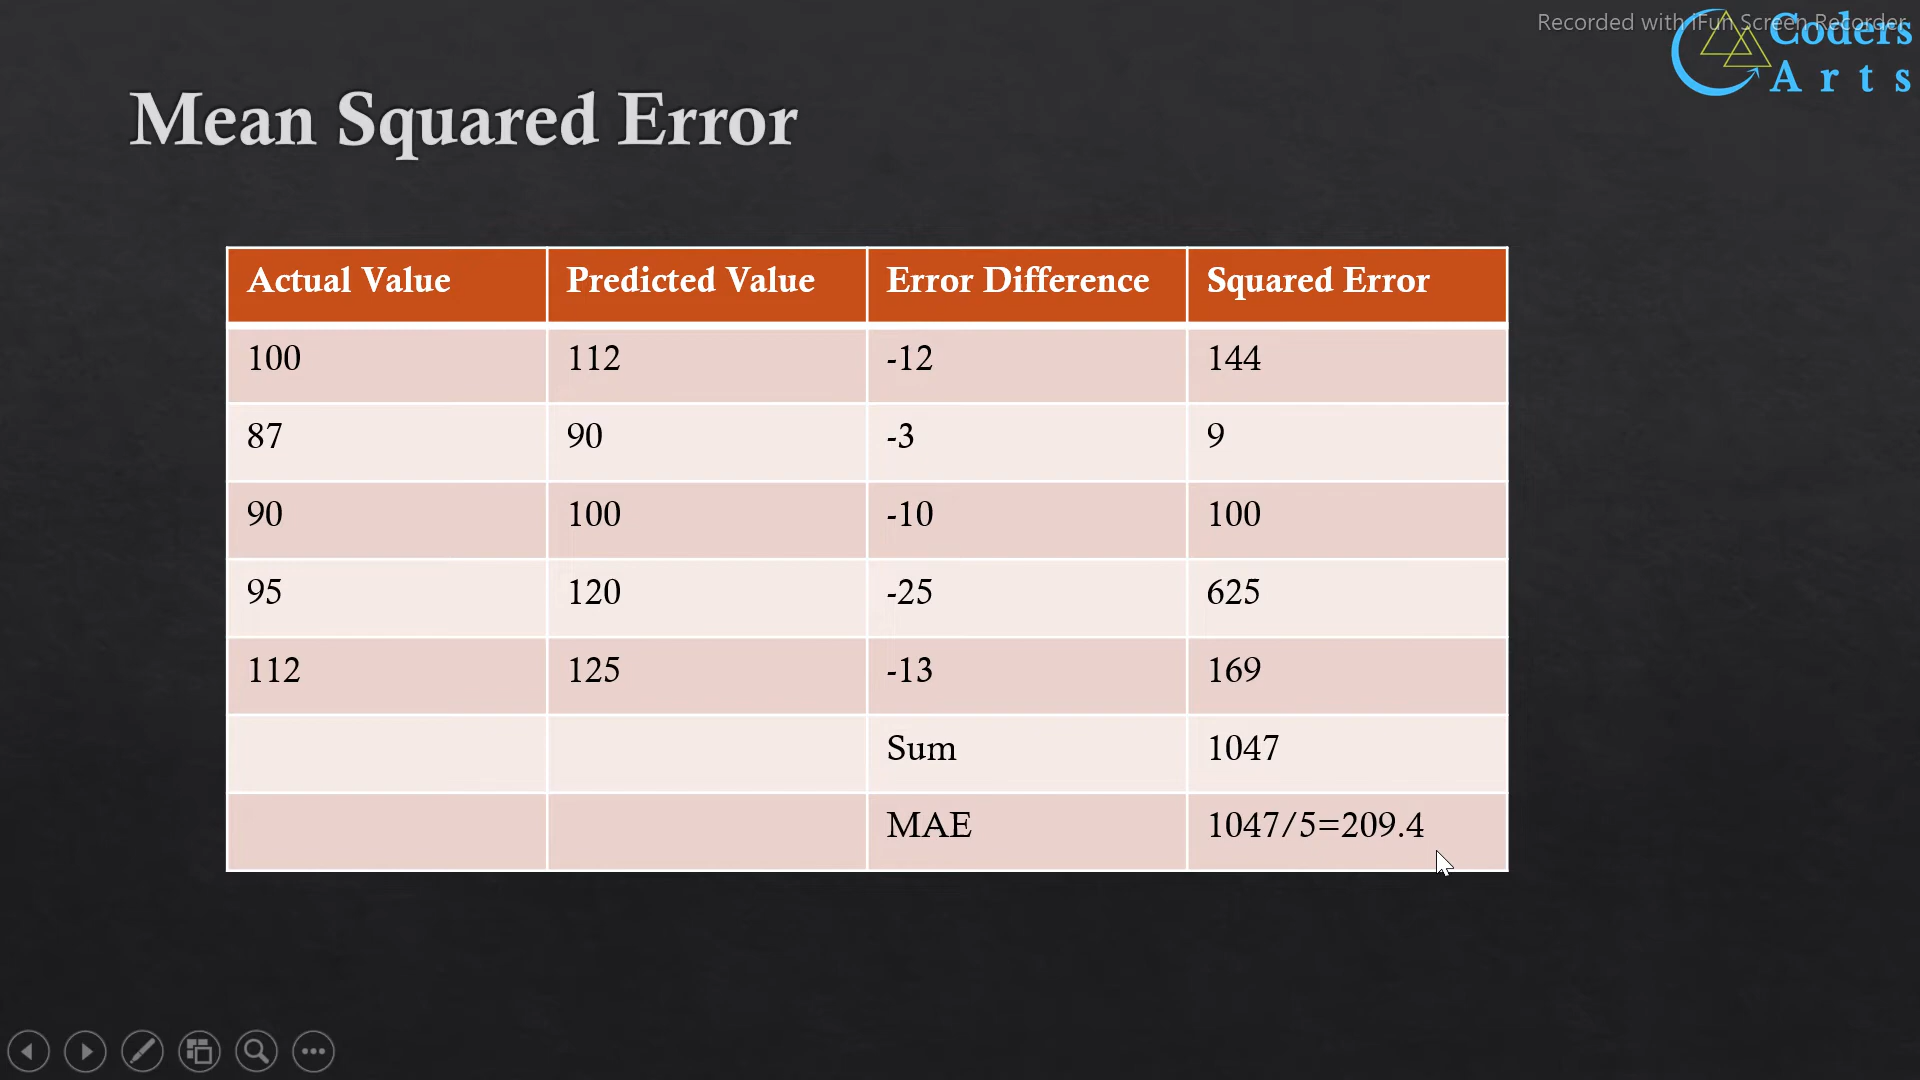 Recorded with iFun Screen Recorder
Coders
Arts
Mean Squared Error
Actual Value Predicted Value Error Difference Squared Error
100 112 -12 144
87 90 -3 9
90 100 -10 100
95 120 -25 625
112 125 -13 169
Sum 1047
MAE 1047/5=209.4